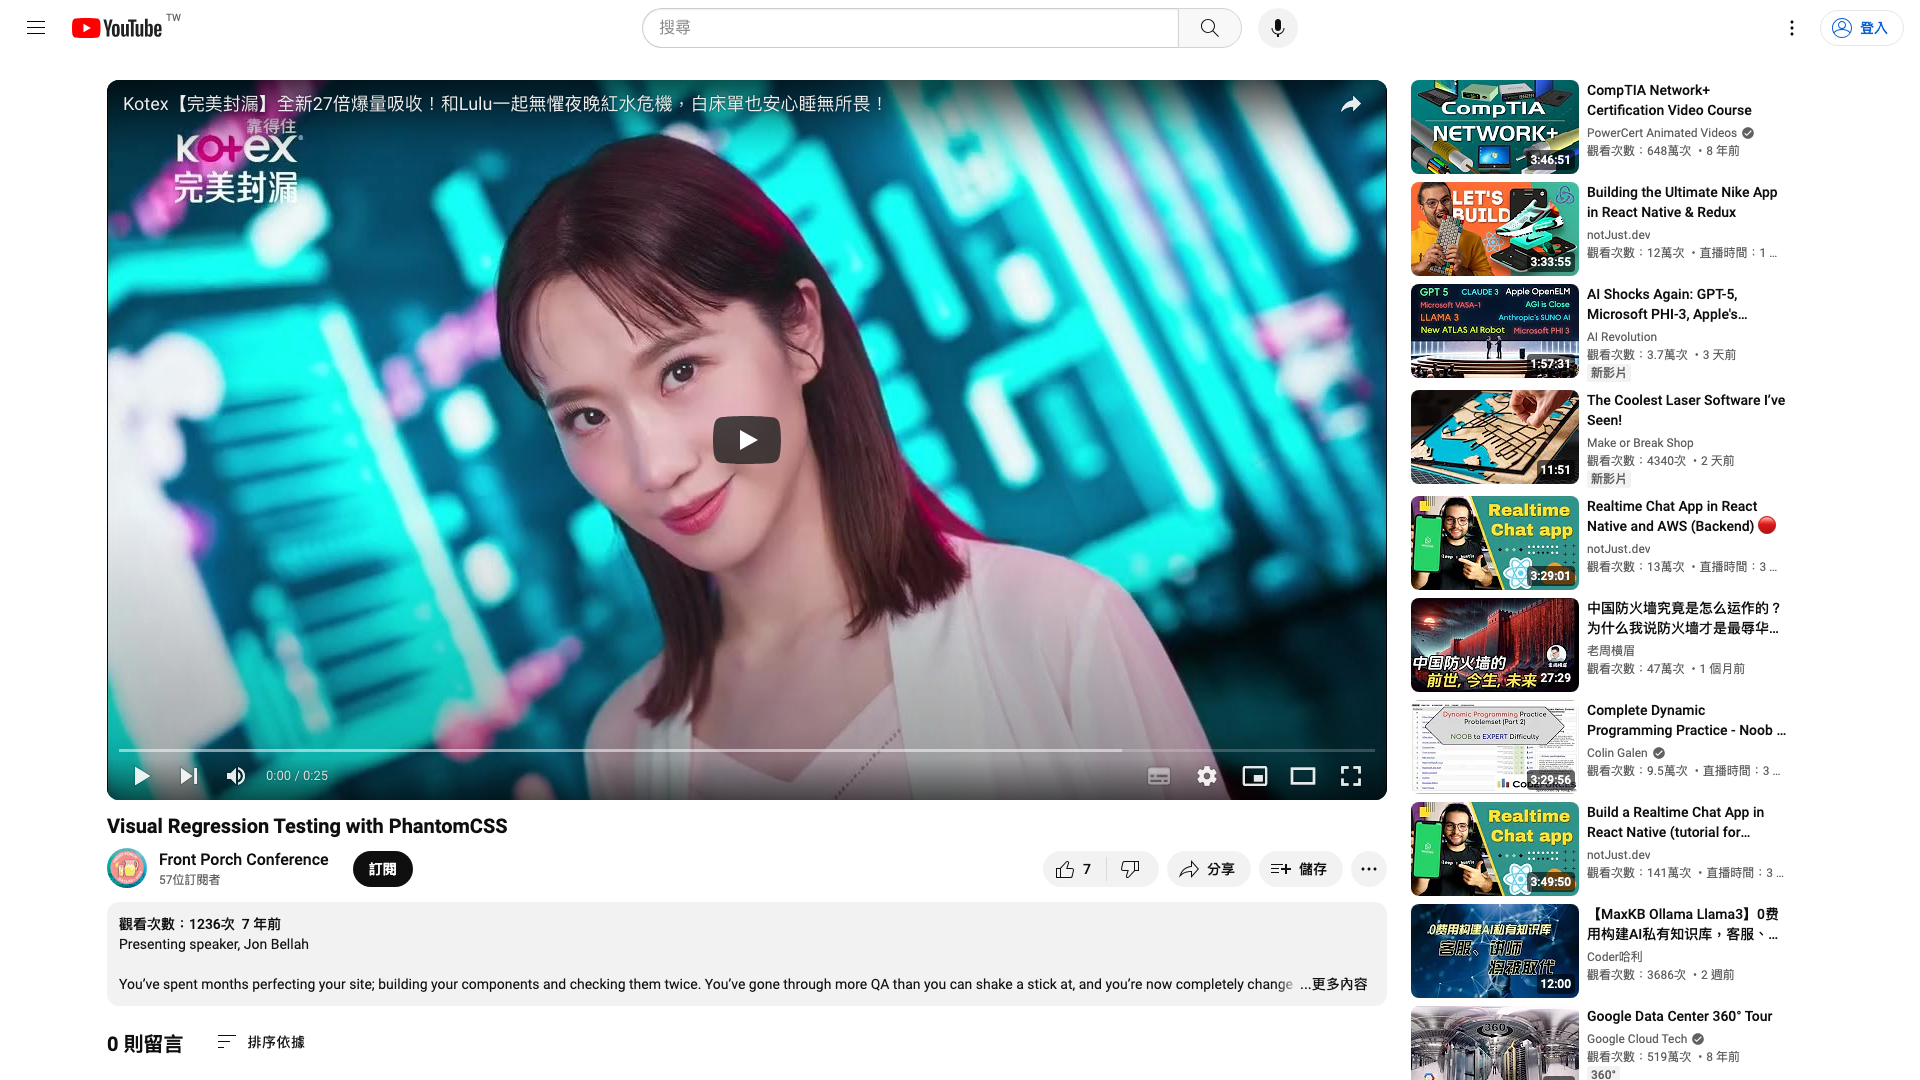 YouTube TW
搜尋
登入
Kotex【完美封漏】全新27倍爆量吸收！和Lulu一起無懼夜晚紅水危機，白床單也安心睡無所畏！
靠得住
Kotex
完美封漏
0:00 / 0:25
Visual Regression Testing with PhantomCSS
Front Porch Conference
57位訂閱者
訂閱
7
分享
儲存
觀看次數：1236次 7 年前
Presenting speaker, Jon Bellah
You’ve spent months perfecting your site; building your components and checking them twice. You’ve gone through more QA than you can shake a stick at, and you’re now completely change ...更多內容
0 則留言
排序依據
CompTIA
NETWORK+
3:46:51
CompTIA Network+
Certification Video Course
PowerCert Animated Videos
觀看次數：648萬次 • 8 年前
LET'S
BUILD
3:33:55
Building the Ultimate Nike App
in React Native & Redux
notJust.dev
觀看次數：12萬次 • 直播時間：1 ...
GPT 5 CLAUDE 3 Apple OpenELM
Microsoft VASA-1 AGI is Close
LLAMA 3 Anthropic's SUNO AI
New ATLAS AI Robot Microsoft PHI 3
1:57:31
AI Shocks Again: GPT-5,
Microsoft PHI-3, Apple's...
AI Revolution
觀看次數：3.7萬次 • 3 天前
新影片
11:51
The Coolest Laser Software I’ve
Seen!
Make or Break Shop
觀看次數：4340次 • 2 天前
新影片
Realtime
Chat app
3:29:01
Realtime Chat App in React
Native and AWS (Backend) 🔴
notJust.dev
觀看次數：13萬次 • 直播時間：3 ...
中国防火墙的
前世, 今生, 未来
27:29
中国防火墙究竟是怎么运作的？
为什么我说防火墙才是最辱华...
老周横眉
觀看次數：47萬次 • 1 個月前
Dynamic Programming Practice
Problemset (Part 2)
NOOB to EXPERT Difficulty
CODEFORCES
3:29:56
Complete Dynamic
Programming Practice - Noob ...
Colin Galen
觀看次數：9.5萬次 • 直播時間：3 ...
Realtime
Chat app
3:49:50
Build a Realtime Chat App in
React Native (tutorial for...
notJust.dev
觀看次數：141萬次 • 直播時間：3 ...
0费用构建AI私有知识库
客服、讲师
将被取代
12:00
【MaxKB Ollama Llama3】0费
用构建AI私有知识库，客服、...
Coder哈利
觀看次數：3686次 • 2 週前
360°
Google Data Center 360° Tour
Google Cloud Tech
觀看次數：519萬次 • 8 年前
360°